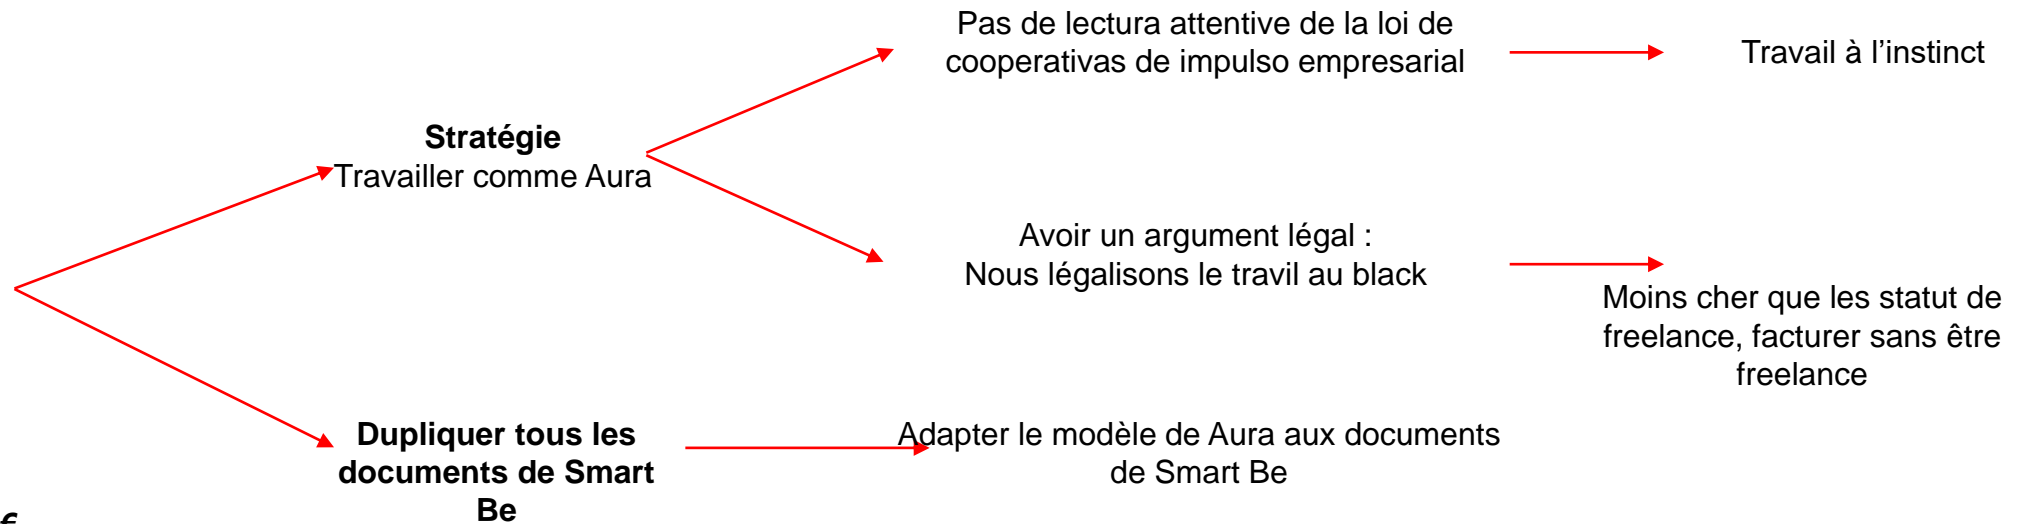 Pas de lectura attentive de la loi de
cooperativas de impulso empresarial
Travail à l’instinct
Stratégie
Travailler comme Aura
Avoir un argument légal :
Nous légalisons le travil au black
Moins cher que les statut de
freelance, facturer sans être
freelance
Dupliquer tous les
documents de Smart
Be
Adapter le modèle de Aura aux documents
de Smart Be
€